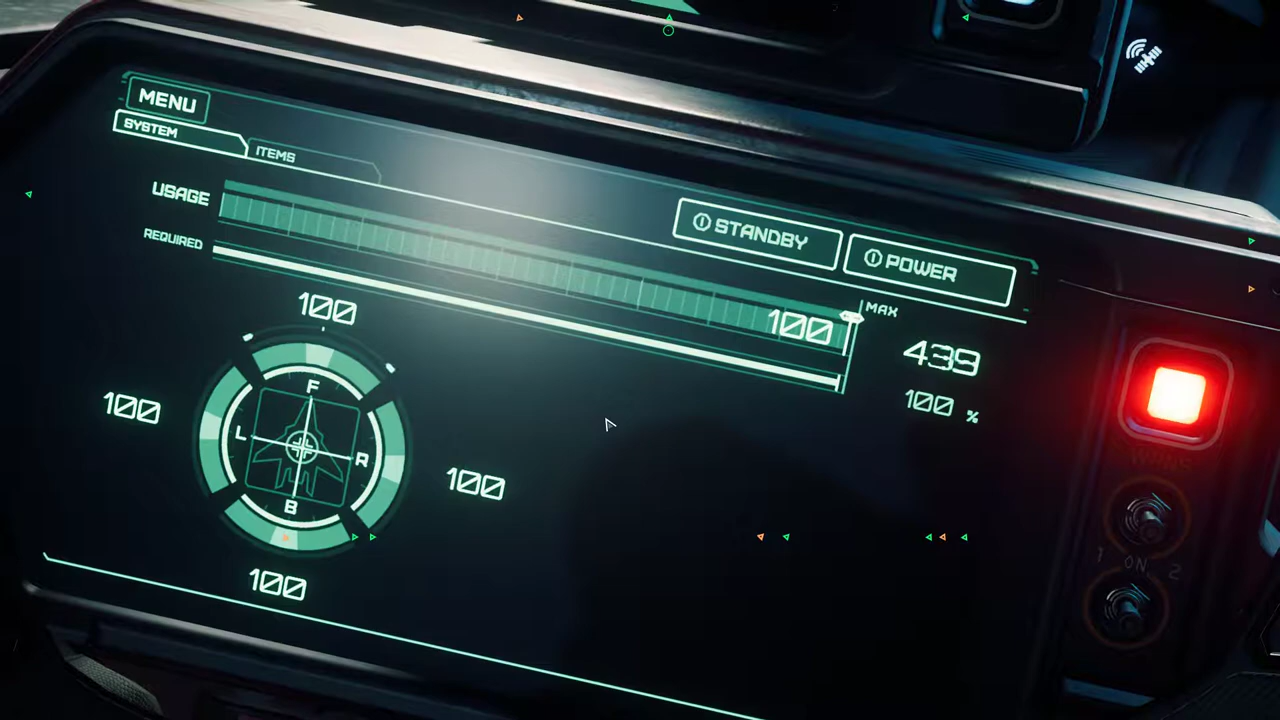 MENU
SYSTEM
ITEMS
USAGE
STANDBY
POWER
REQUIRED
100
MAX
439
100 %
100
100
100
100
F
L
R
B
1 ON 2